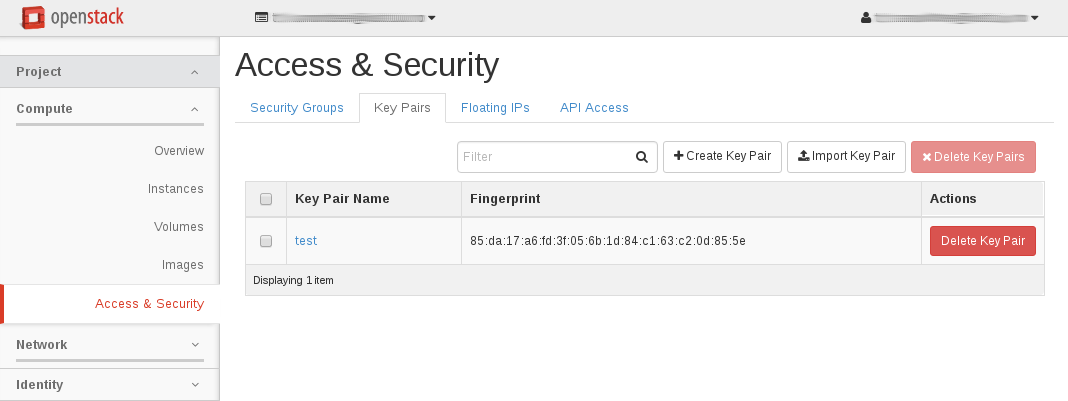 openstack
Project
Compute
Overview
Instances
Volumes
Images
Access & Security
Network
Identity
Access & Security
Security Groups Key Pairs Floating IPs API Access
Filter Create Key Pair Import Key Pair Delete Key Pairs
Key Pair Name Fingerprint Actions
test 85:da:17:a6:fd:3f:05:6b:1d:84:c1:63:c2:0d:85:5e Delete Key Pair
Displaying 1 item